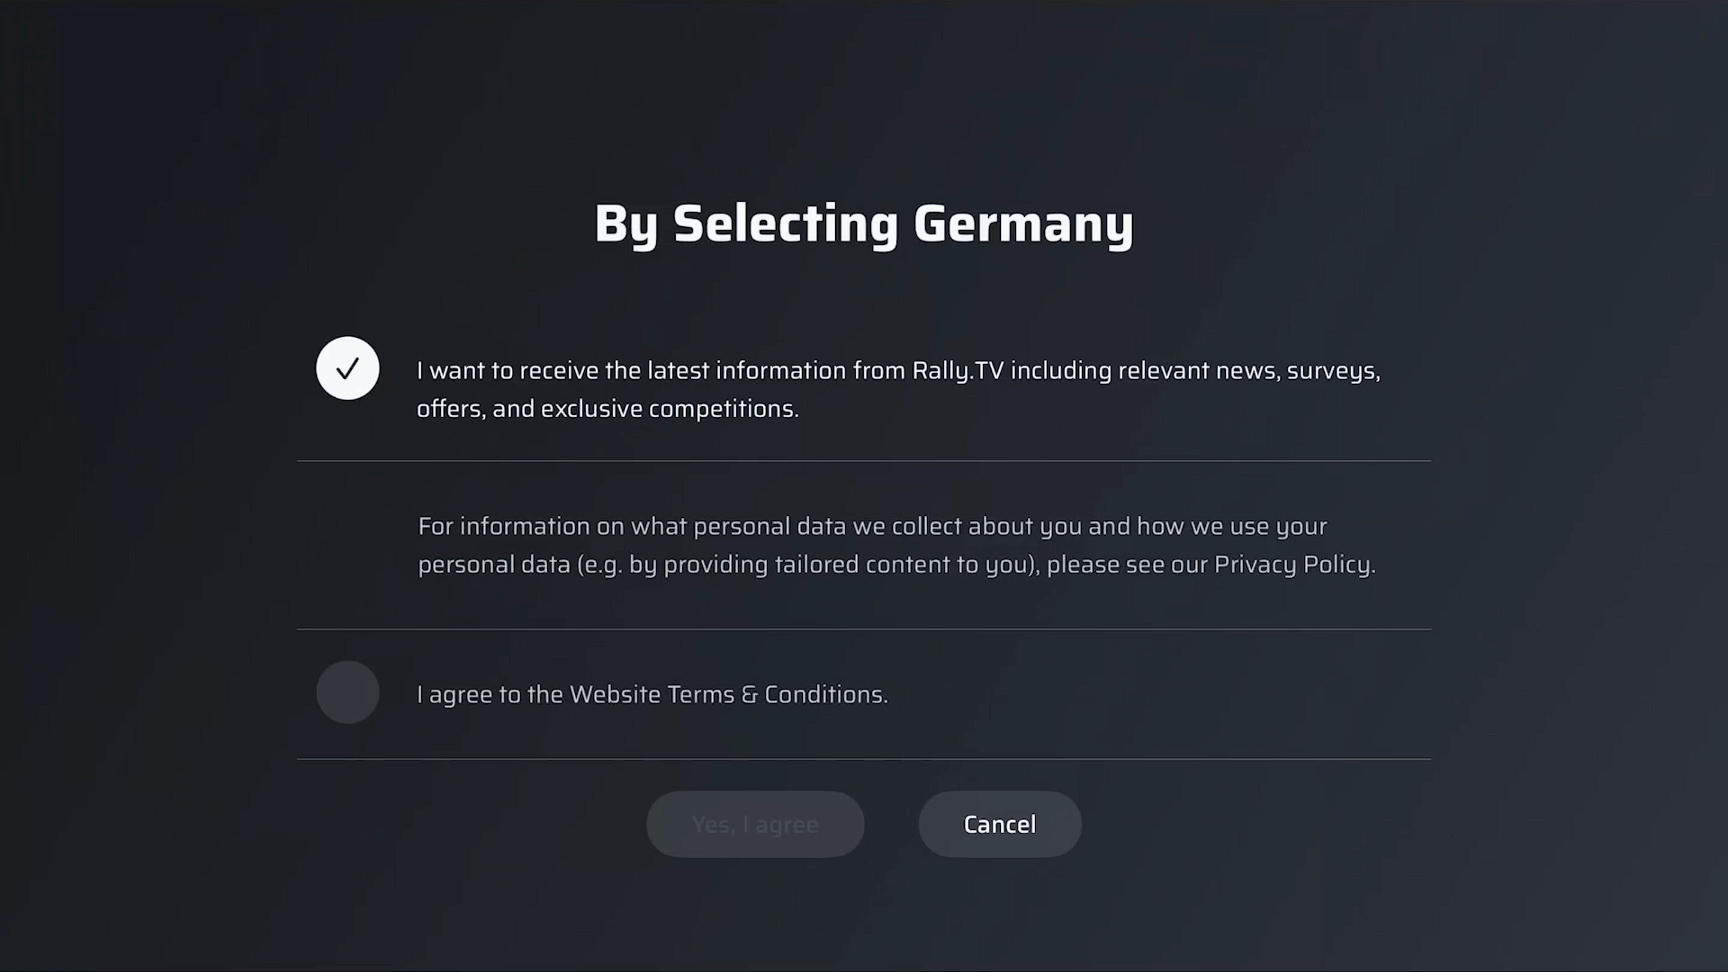 By Selecting Germany
I want to receive the latest information from Rally.TV including relevant news, surveys,
offers, and exclusive competitions.
For information on what personal data we collect about you and how we use your
personal data (e.g. by providing tailored content to you), please see our Privacy Policy.
I agree to the Website Terms & Conditions.
Yes, I agree
Cancel